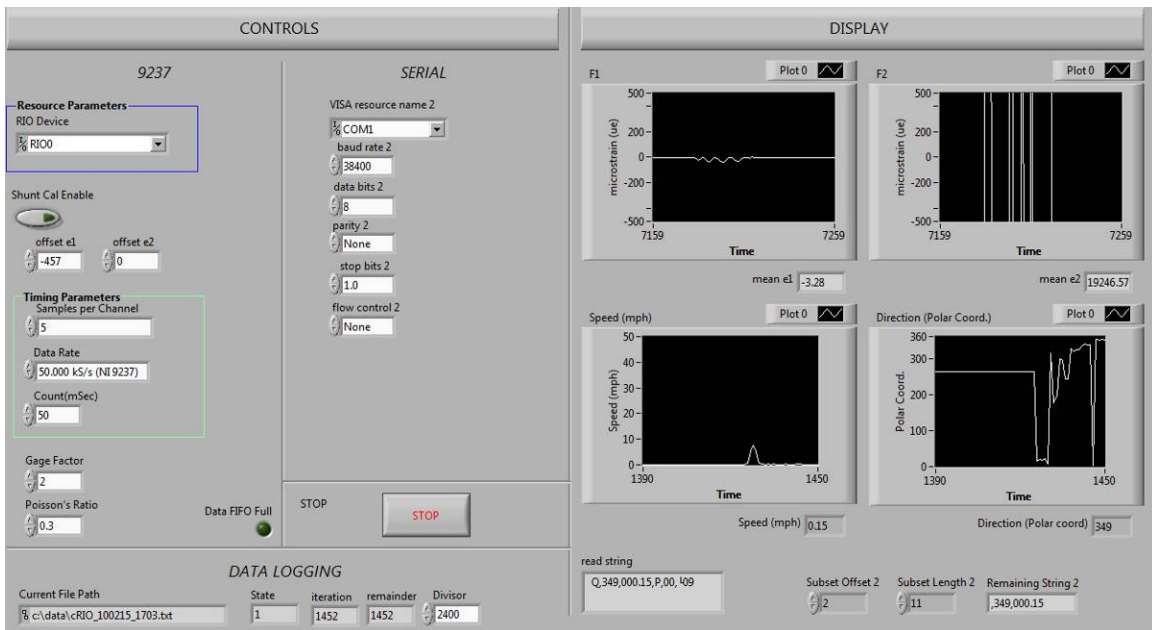 CONTROLS
9237
Resource Parameters
RIO Device
RIO0
Shunt Cal Enable
offset e1 offset e2
-457 0
Timing Parameters
Samples per Channel
5
Data Rate
50.000 kS/s (NI 9237)
Count(mSec)
50
Gage Factor
2
Poisson's Ratio
0.3
Data FIFO Full
SERIAL
VISA resource name 2
COM1
baud rate 2
38400
data bits 2
8
parity 2
None
stop bits 2
1.0
flow control 2
None
STOP
STOP
DATA LOGGING
Current File Path State iteration remainder Divisor
c:\data\cRIO_100215_1703.txt 1 1452 1452 2400
DISPLAY
F1 Plot 0
microstrain (ue)
500
200
0
-200
-500
7159 7259
Time
mean e1 -3.28
F2 Plot 0
microstrain (ue)
500
200
0
-200
-500
7159 7259
Time
mean e2 19246.57
Speed (mph) Plot 0
Speed (mph)
50
40
30
20
10
0
1390 1450
Time
Speed (mph) 0.15
Direction (Polar Coord.) Plot 0
Polar Coord.
360
300
200
100
0
1390 1450
Time
Direction (Polar coord) 349
read string
Q,349,000.15,P,00,
Subset Offset 2 Subset Length 2 Remaining String 2
2 11 ,349,000.15